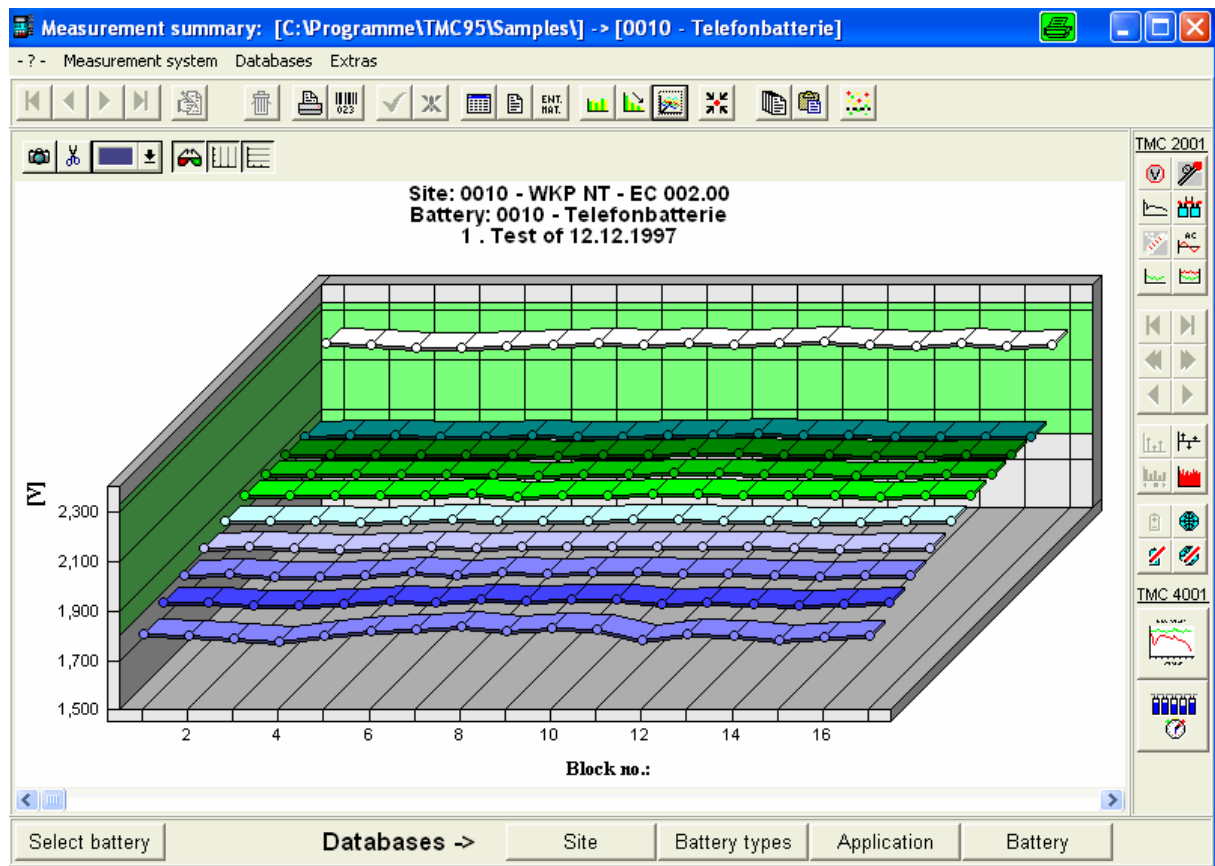 Measurement summary: [C:\Programme\TMC95\Samples\] -> [0010 - Telefonbatterie]
- ? - Measurement system Databases Extras
023
ENT.
MAT.
TMC 2001
V
AC
Site: 0010 - WKP NT - EC 002.00
Battery: 0010 - Telefonbatterie
1 . Test of 12.12.1997
[V]
2,300
2,100
1,900
1,700
1,500
2 4 6 8 10 12 14 16
Block no.:
TMC 4001
Select battery Databases -> Site Battery types Application Battery